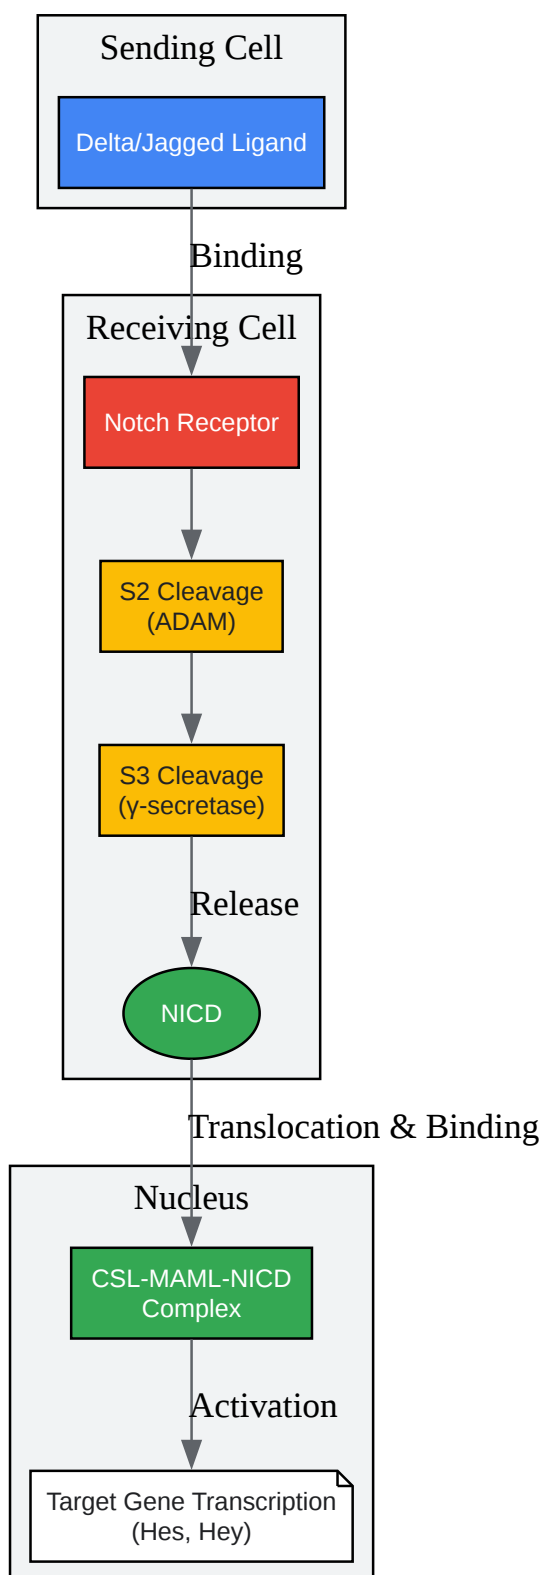 Sending Cell
Delta/Jagged Ligand
Binding
Receiving Cell
Notch Receptor
S2 Cleavage
(ADAM)
S3 Cleavage
(γ-secretase)
Release
NICD
Translocation & Binding
Nucleus
CSL-MAML-NICD
Complex
Activation
Target Gene Transcription
(Hes, Hey)